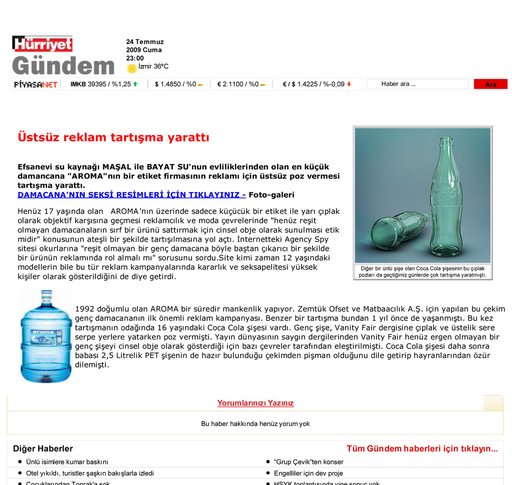 Hürriyet
Gündem
24 Temmuz
2009 Cuma
23:00
İzmir 36°C
PİYASANET
IMKB 39395 / %1,25
$ 1.4850 / %0
€ 2.1100 / %0
€ / $ 1.4225 / %-0,09
Haber ara ...
Ara
Üstsüz reklam tartışma yarattı
Efsanevi su kaynağı MAŞAL ile BAYAT SU'nun evliliklerinden olan en küçük
damancana "AROMA"nın bir etiket firmasının reklamı için üstsüz poz vermesi
tartışma yarattı.
DAMACANA'NIN SEKSİ RESİMLERİ İÇİN TIKLAYINIZ - Foto-galeri
Henüz 17 yaşında olan AROMA'nın üzerinde sadece küçücük bir etiket ile yarı çıplak
olarak objektif karşısına geçmesi reklamcılık ve moda çevrelerinde "henüz reşit
olmayan damacanaların sırf bir ürünü sattırmak için cinsel obje olarak sunulması etik
midir" konusunun ateşli bir şekilde tartışılmasına yol açtı. İnternetteki Agency Spy
sitesi okurlarına "reşit olmayan bir genç damacana böyle baştan çıkarıcı bir şekilde
bir ürünün reklamında rol almalı mı" sorusunu sordu.Site kimi zaman 12 yaşındaki
modellerin bile bu tür reklam kampanyalarında kararlık ve seksapelitesi yüksek
kişiler olarak gösterildiğini de diye getirdi.
Diğer bir ünlü şişe olan Coca Cola şişesinin bu çıplak
pozları da geçtiğimiz günlerde çok tartışma yaratmıştı.
aroma
1992 doğumlu olan AROMA bir süredir mankenlik yapıyor. Zemtük Ofset ve Matbaacılık A.Ş. için yapılan bu çekim
genç damacananın ilk önemli reklam kampanyası. Benzer bir tartışma bundan 1 yıl önce de yaşanmıştı. Bu kez
tartışmanın odağında 16 yaşındaki Coca Cola şişesi vardı. Genç şişe, Vanity Fair dergisine çıplak ve üstelik sere
serpe yerlere yatarken poz vermişti. Yayın dünyasının saygın dergilerinden Vanity Fair henüz ergen olmayan bir
genç şişeyi cinsel obje olarak gösterdiği için bazı çevreler tarafından eleştirilmişti. Coca Cola şişesi daha sonra
babası 2,5 Litrelik PET şişenin de hazır bulunduğu çekimden pişman olduğunu dile getirip hayranlarından özür
dilemişti.
Yorumlarınızı Yazınız
Bu haber hakkında henüz yorum yok
Diğer Haberler
Tüm Gündem haberleri için tıklayın...
Ünlü isimlere kumar baskını
"Grup Çevik"ten konser
Otel yıkıldı, turistler şaşkın bakışlarla izledi
Engelliler için dev proje
Çocuklarından Toprak'a şok
HSYK toplantısında yine sonuç yok